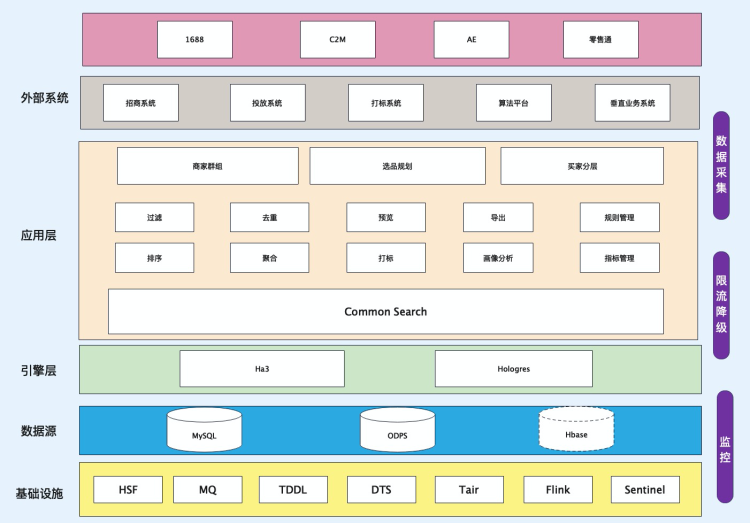 1688
C2M
AE
零售通
外部系统
招商系统
投放系统
打标系统
算法平台
垂直业务系统
应用层
商家群组
选品规划
买家分层
过滤
去重
预览
导出
规则管理
排序
聚合
打标
画像分析
指标管理
Common Search
引擎层
Ha3
Hologres
数据源
MySQL
ODPS
Hbase
基础设施
HSF
MQ
TDDL
DTS
Tair
Flink
Sentinel
数据采集
限流降级
监控